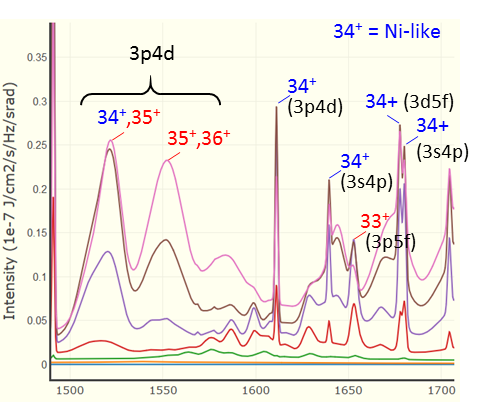 34⁺ = Ni-like
3p4d
34⁺,35⁺
35⁺,36⁺
34⁺
(3p4d)
34+ (3d5f)
34+
(3s4p)
34⁺
(3s4p)
33⁺
(3p5f)
Intensity (1e-7 J/cm2/s/Hz/srad)
0.35
0.3
0.25
0.2
0.15
0.1
0.05
0
1500
1550
1600
1650
1700